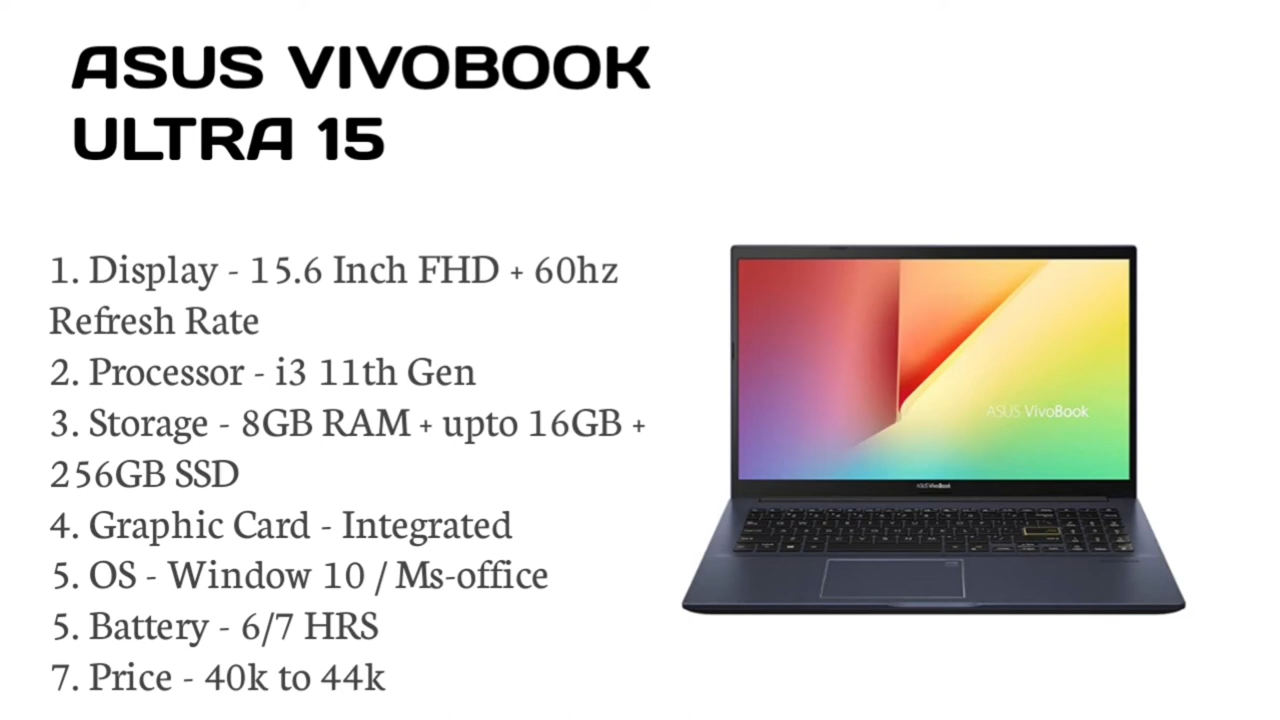 ASUS VIVOBOOK
ULTRA 15
1. Display - 15.6 Inch FHD + 60hz
Refresh Rate
2. Processor - i3 11th Gen
3. Storage - 8GB RAM + upto 16GB +
256GB SSD
4. Graphic Card - Integrated
5. OS - Window 10 / Ms-office
5. Battery - 6/7 HRS
7. Price - 40k to 44k
ASUS VivoBook
ASUS VivoBook